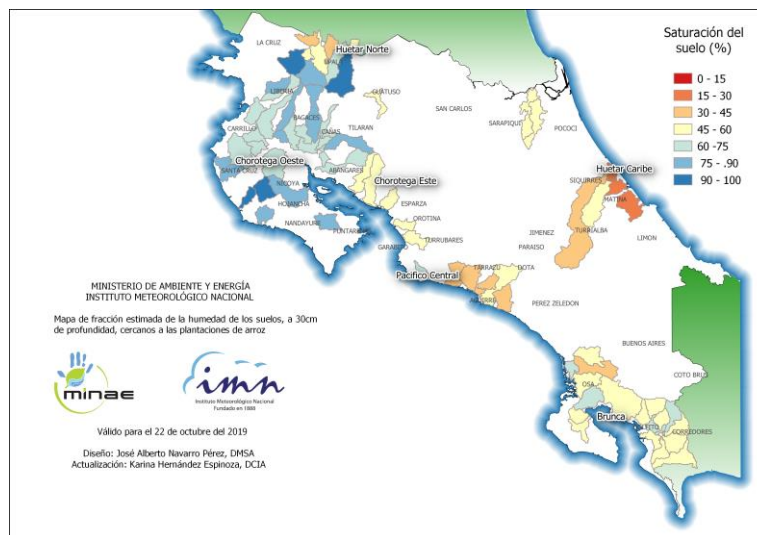 Saturación del
suelo (%)
0 - 15
15 - 30
30 - 45
45 - 60
60 -75
75 - .90
90 - 100
LA CRUZ
Huetar Norte
UPALA
GUATUSO
LIBERIA
SAN CARLOS
BAGACES
SARAPIQUI
POCOCI
CARRILLO
CAÑAS
TILARAN
Chorotega Oeste
ABANGARES
SANTA CRUZ
Chorotega Este
Huetar Caribe
SIQUIRRES
MATINA
NICOYA
HOJANCHA
ESPARZA
NANDAYURE
PUNTARENAS
OROTINA
JIMENEZ
TURRIALBA
LIMON
GARABITO
TURRUBARES
PARAISO
Pacífico Central
TARRAZU
DOTA
AGUIRRE
PEREZ ZELEDON
BUENOS AIRES
COTO BRUS
OSA
Brunca
GOLFITO
CORREDORES
MINISTERIO DE AMBIENTE Y ENERGÍA
INSTITUTO METEOROLÓGICO NACIONAL
Mapa de fracción estimada de la humedad de los suelos, a 30cm
de profundidad, cercanos a las plantaciones de arroz
minae
imn
Instituto Meteorológico Nacional
Fundado en 1888
Válido para el 22 de octubre del 2019
Diseño: José Alberto Navarro Pérez, DMSA
Actualización: Karina Hernández Espinoza, DCIA